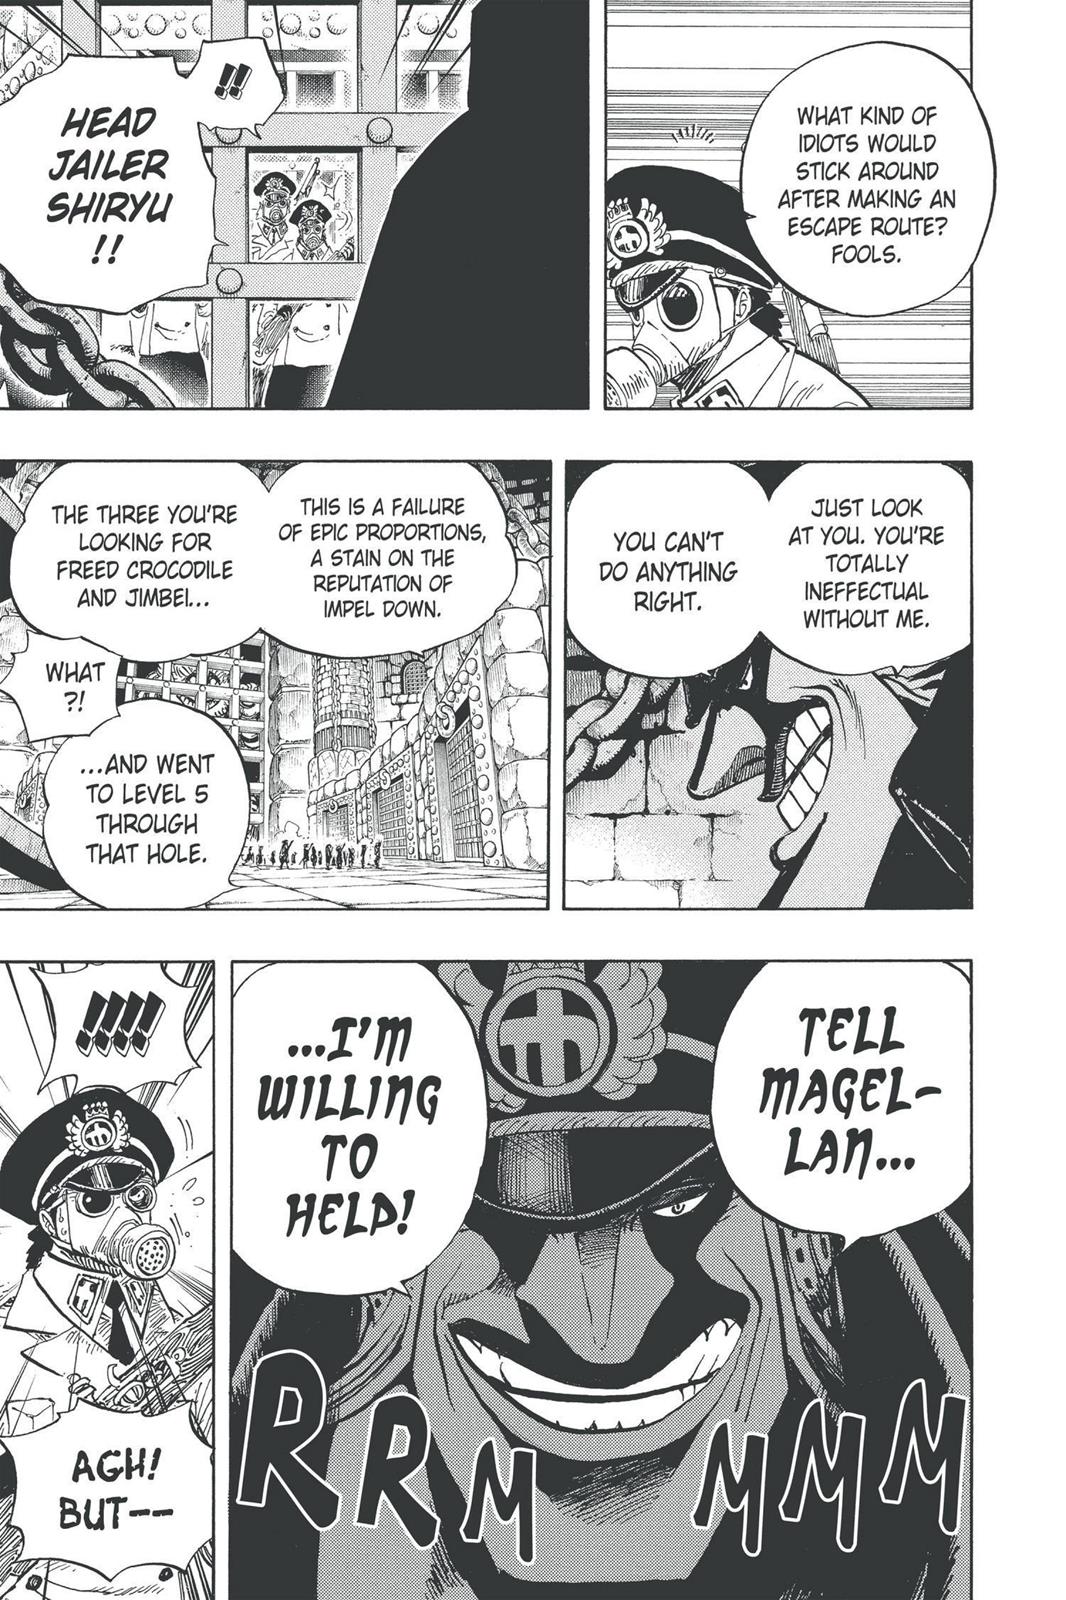 WHAT KIND OF
IDIOTS WOULD
STICK AROUND
AFTER MAKING AN
ESCAPE ROUTE?
FOOLS.
!!
HEAD
JAILER
SHIRYU
!!
JUST LOOK
AT YOU. YOU'RE
TOTALLY
INEFFECTUAL
WITHOUT ME.
YOU CAN'T
DO ANYTHING
RIGHT.
THIS IS A FAILURE
OF EPIC PROPORTIONS,
A STAIN ON THE
REPUTATION OF
IMPEL DOWN.
THE THREE YOU'RE
LOOKING FOR
FREED CROCODILE
AND JIMBEI...
WHAT
?!
...AND WENT
TO LEVEL 5
THROUGH
THAT HOLE.
TELL
MAGEL-
LAN...
...I'M
WILLING
TO
HELP!
RRMMMM
!!!!
AGH!
BUT--